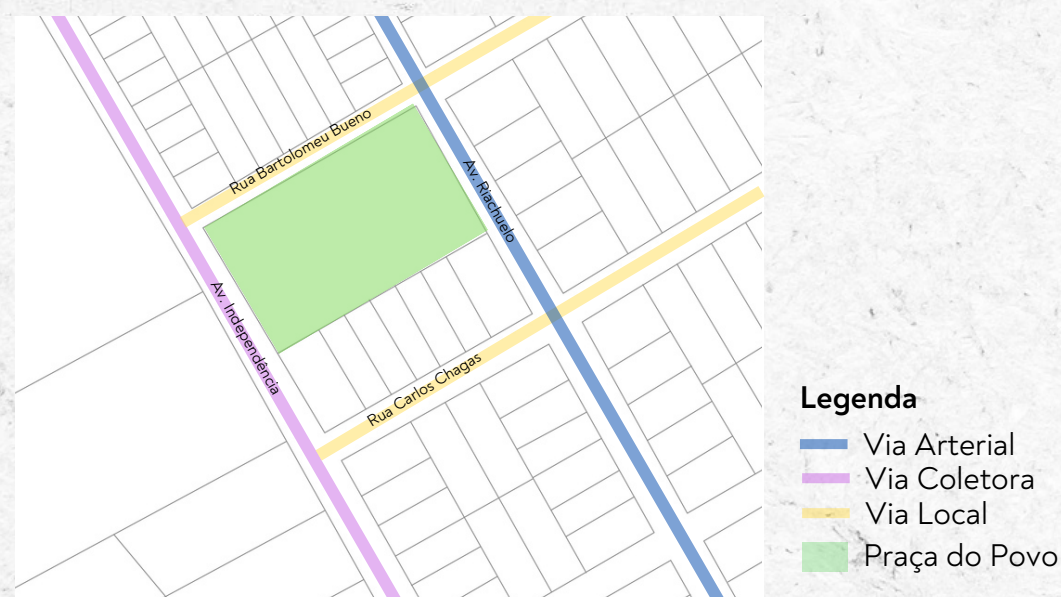 Rua Bartolomeu Bueno
Av. Riachuelo
Av. Independência
Rua Carlos Chagas
Legenda
Via Arterial
Via Coletora
Via Local
Praça do Povo